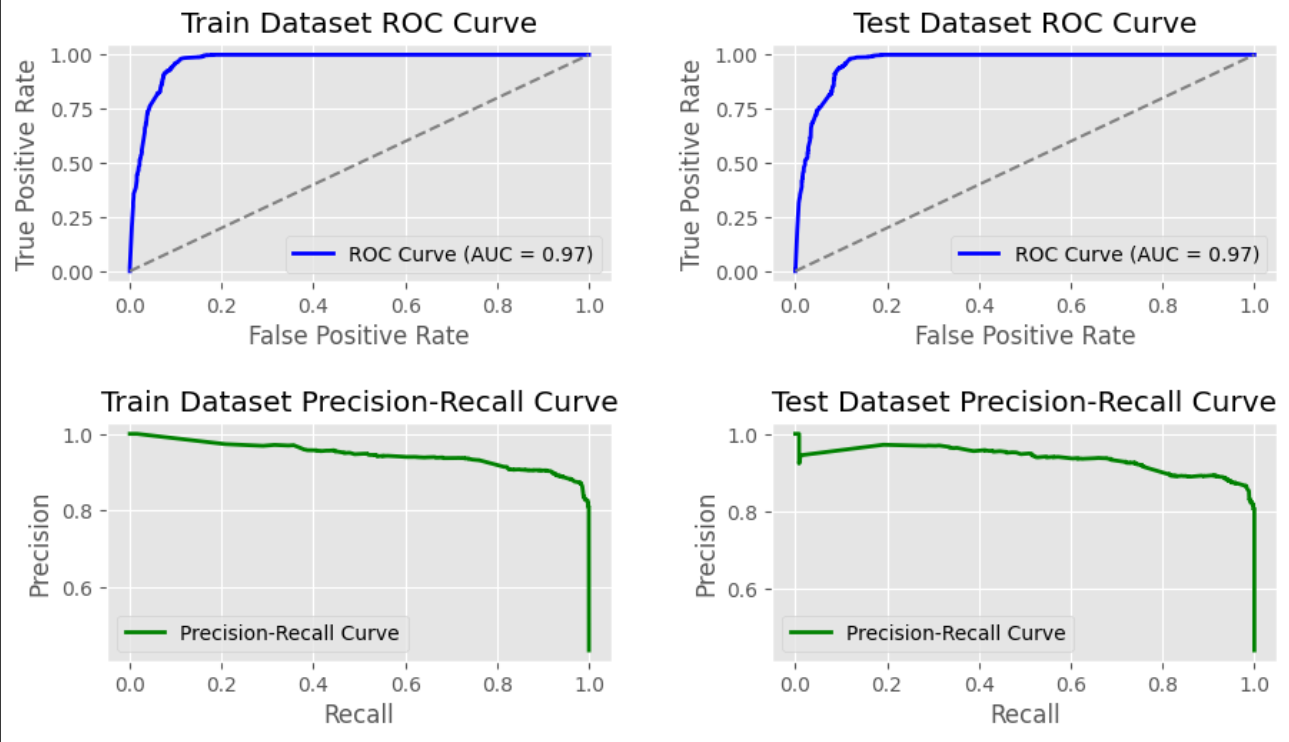 Train Dataset ROC Curve
True Positive Rate
1.00
0.75
0.50
0.25
0.00
ROC Curve (AUC = 0.97)
0.0 0.2 0.4 0.6 0.8 1.0
False Positive Rate
Test Dataset ROC Curve
True Positive Rate
1.00
0.75
0.50
0.25
0.00
ROC Curve (AUC = 0.97)
0.0 0.2 0.4 0.6 0.8 1.0
False Positive Rate
Train Dataset Precision-Recall Curve
Precision
1.0
0.8
0.6
Precision-Recall Curve
0.0 0.2 0.4 0.6 0.8 1.0
Recall
Test Dataset Precision-Recall Curve
Precision
1.0
0.8
0.6
Precision-Recall Curve
0.0 0.2 0.4 0.6 0.8 1.0
Recall